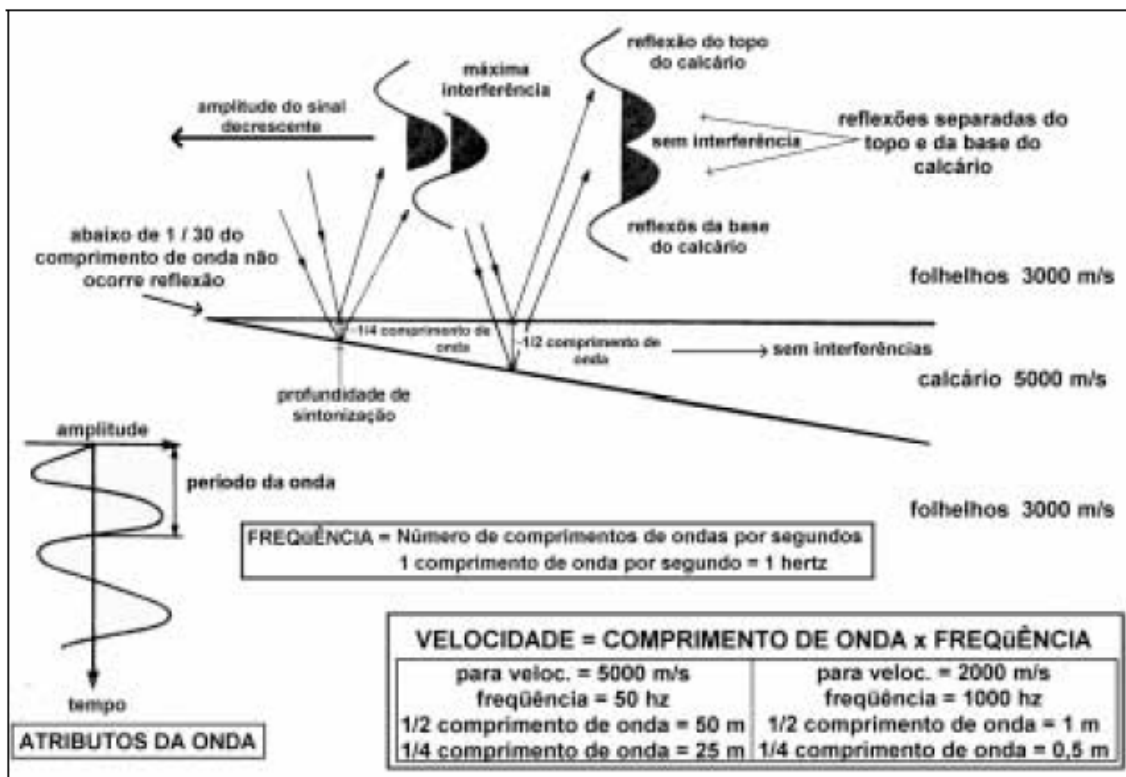 reflexão do topo
do calcário
máxima
interferência
amplitude do sinal
decrescente
sem interferência
reflexões separadas do
topo e da base do
calcário
reflexõs da base
do calcário
abaixo de 1 / 30 do
comprimento de onda não
ocorre reflexão
folhelhos 3000 m/s
~1/4 comprimento de
onda
~1/2 comprimento de
onda
sem interferências
calcário 5000 m/s
profundidade de
sintonização
amplitude
período da onda
folhelhos 3000 m/s
FREQüÊNCIA = Número de comprimentos de ondas por segundos
1 comprimento de onda por segundo = 1 hertz
VELOCIDADE = COMPRIMENTO DE ONDA x FREQüÊNCIA
para veloc. = 5000 m/s
freqüência = 50 hz
1/2 comprimento de onda = 50 m
1/4 comprimento de onda = 25 m
para veloc. = 2000 m/s
freqüência = 1000 hz
1/2 comprimento de onda = 1 m
1/4 comprimento de onda = 0,5 m
tempo
ATRIBUTOS DA ONDA